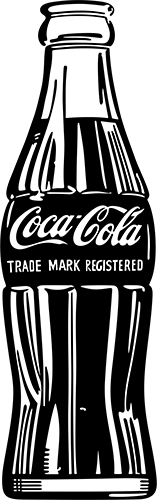 Coca-Cola
TRADE MARK REGISTERED